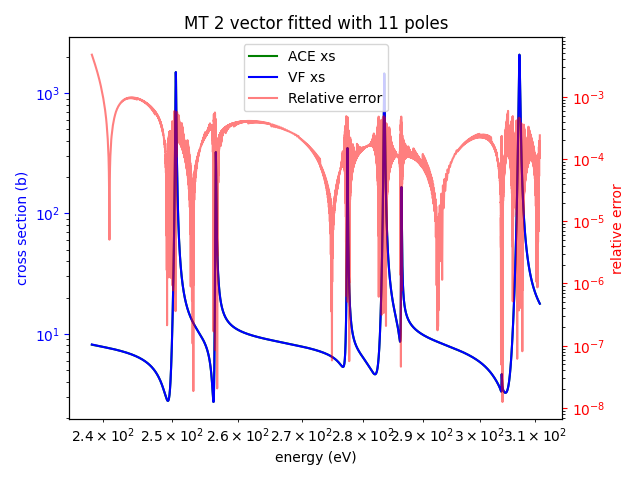 MT 2 vector fitted with 11 poles
ACE xs
VF xs
Relative error
cross section (b)
10³
10²
10¹
relative error
10⁻³
10⁻⁴
10⁻⁵
10⁻⁶
10⁻⁷
10⁻⁸
2.4 × 10² 2.5 × 10² 2.6 × 10² 2.7 × 10² 2.8 × 10² 2.9 × 10² 3 × 10² 3.1 × 10²
energy (eV)